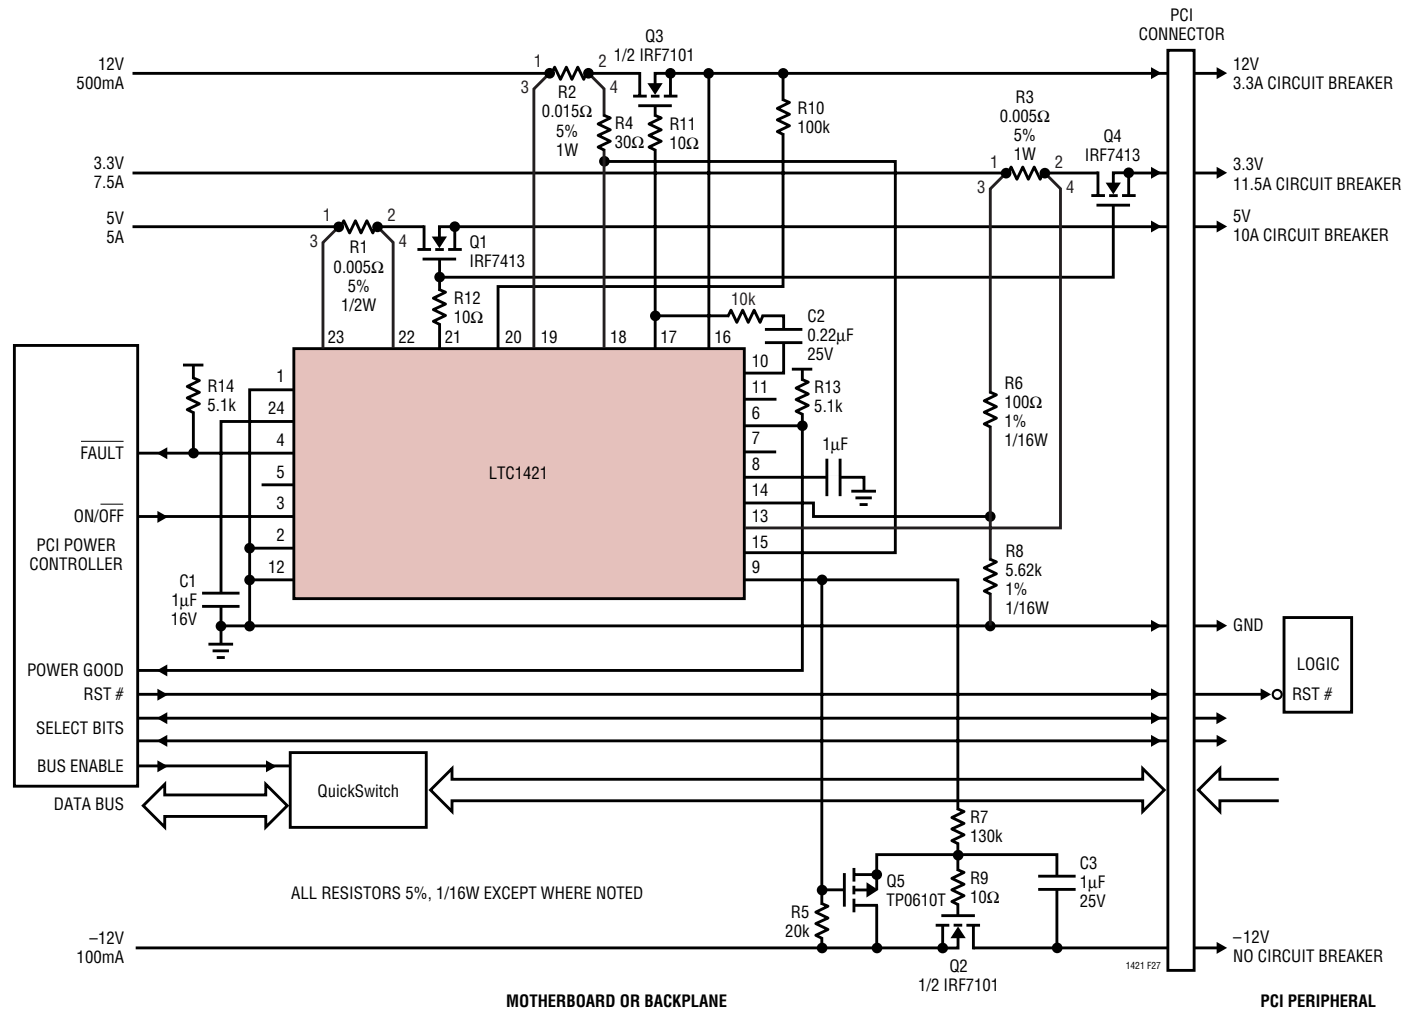 PCI
CONNECTOR
12V
500mA
1
2
3
4
R2
0.015Ω
5%
1W
Q3
1/2 IRF7101
R4
30Ω
R11
10Ω
R10
100k
12V
3.3A CIRCUIT BREAKER
3.3V
7.5A
R3
0.005Ω
5%
1W
1
2
3
4
Q4
IRF7413
3.3V
11.5A CIRCUIT BREAKER
5V
5A
1
2
3
4
R1
0.005Ω
5%
1/2W
Q1
IRF7413
R12
10Ω
5V
10A CIRCUIT BREAKER
10k
C2
0.22µF
25V
23
22
21
20
19
18
17
16
1
24
4
5
3
2
12
LTC1421
10
11
6
7
8
14
13
15
9
R13
5.1k
1µF
R6
100Ω
1%
1/16W
R8
5.62k
1%
1/16W
R14
5.1k
FAULT
ON/OFF
PCI POWER
CONTROLLER
C1
1µF
16V
GND
LOGIC
RST #
POWER GOOD
RST #
SELECT BITS
BUS ENABLE
DATA BUS
QuickSwitch
R7
130k
ALL RESISTORS 5%, 1/16W EXCEPT WHERE NOTED
Q5
TP0610T
R9
10Ω
C3
1µF
25V
R5
20k
–12V
100mA
Q2
1/2 IRF7101
1421 F27
–12V
NO CIRCUIT BREAKER
MOTHERBOARD OR BACKPLANE
PCI PERIPHERAL